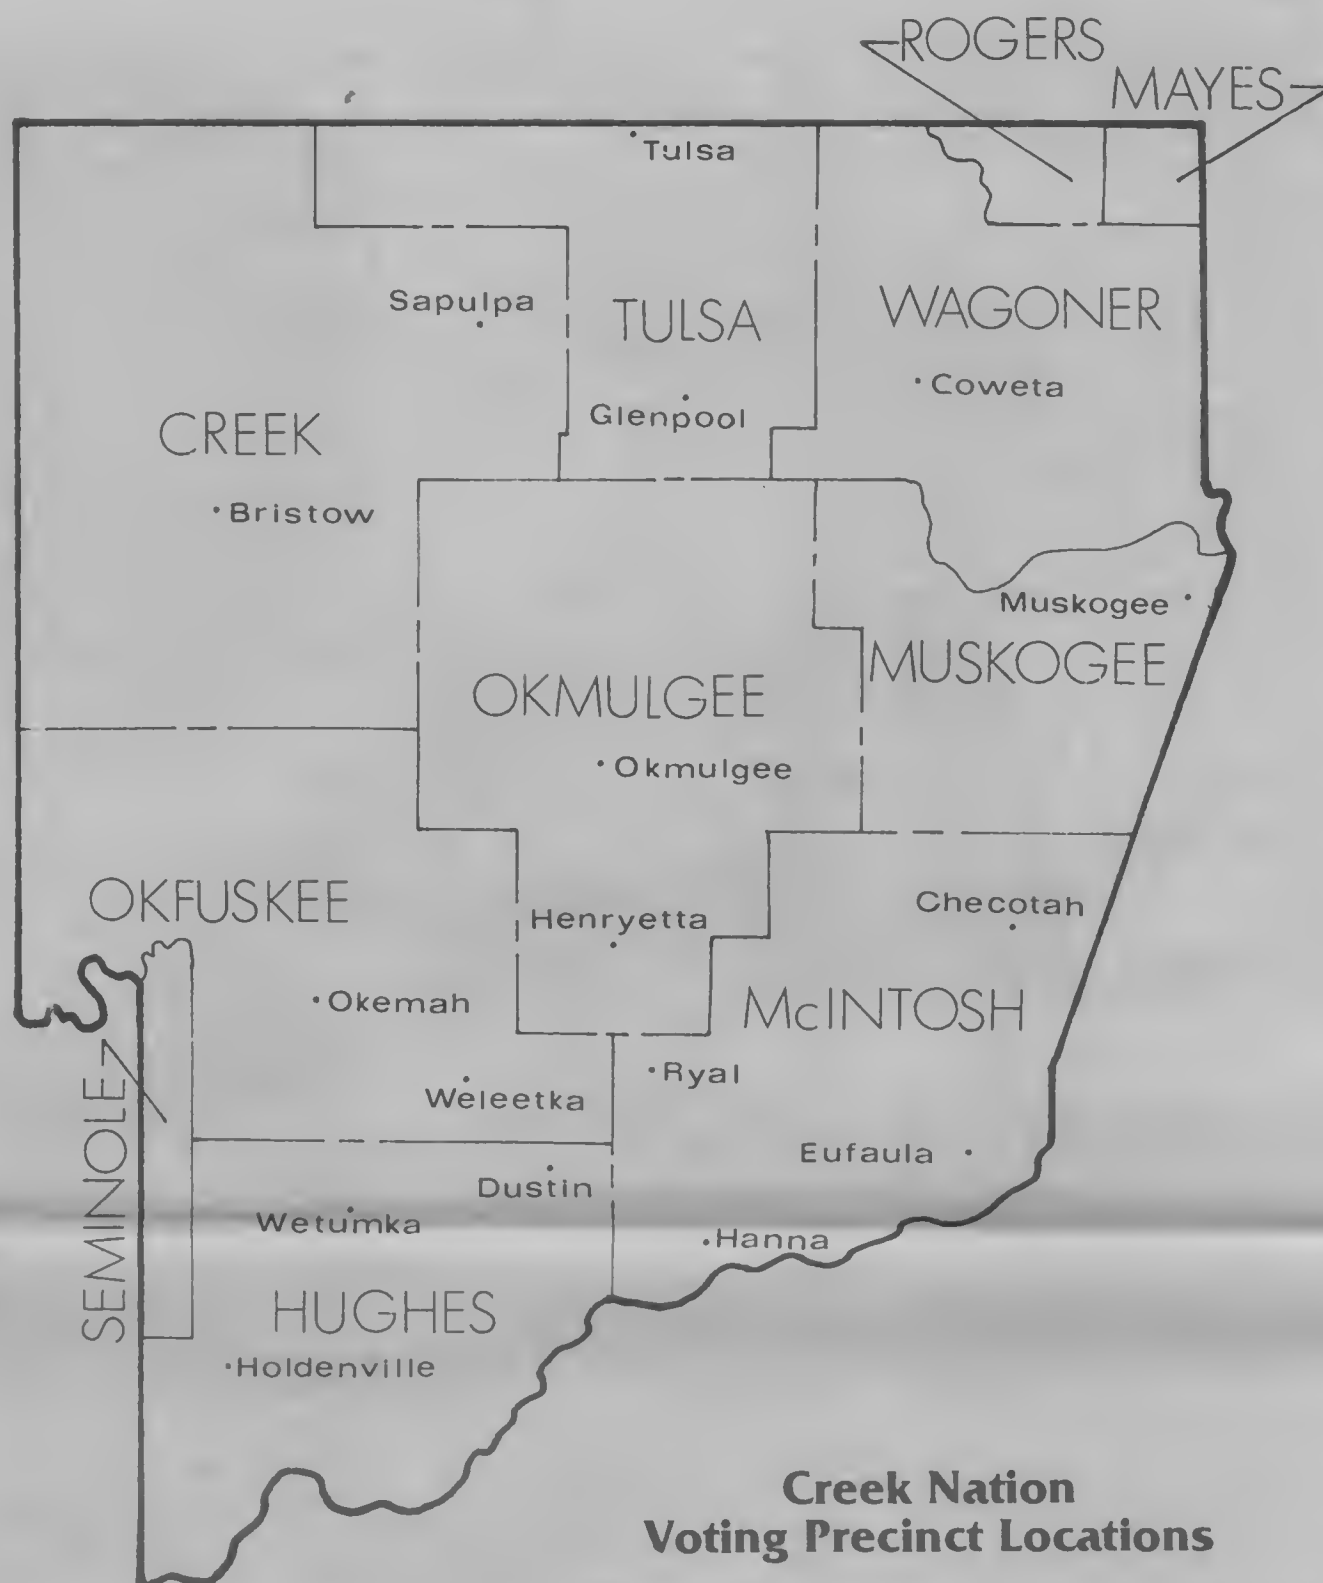 ROGERS
MAYES
Tulsa
Sapulpa
TULSA
WAGONER
Coweta
Glenpool
CREEK
Bristow
Muskogee
MUSKOGEE
OKMULGEE
Okmulgee
OKFUSKEE
Checotah
Henryetta
Okemah
McINTOSH
Ryal
SEMINOLE
Weleetka
Eufaula
Dustin
Wetumka
Hanna
HUGHES
Holdenville
Creek Nation
Voting Precinct Locations